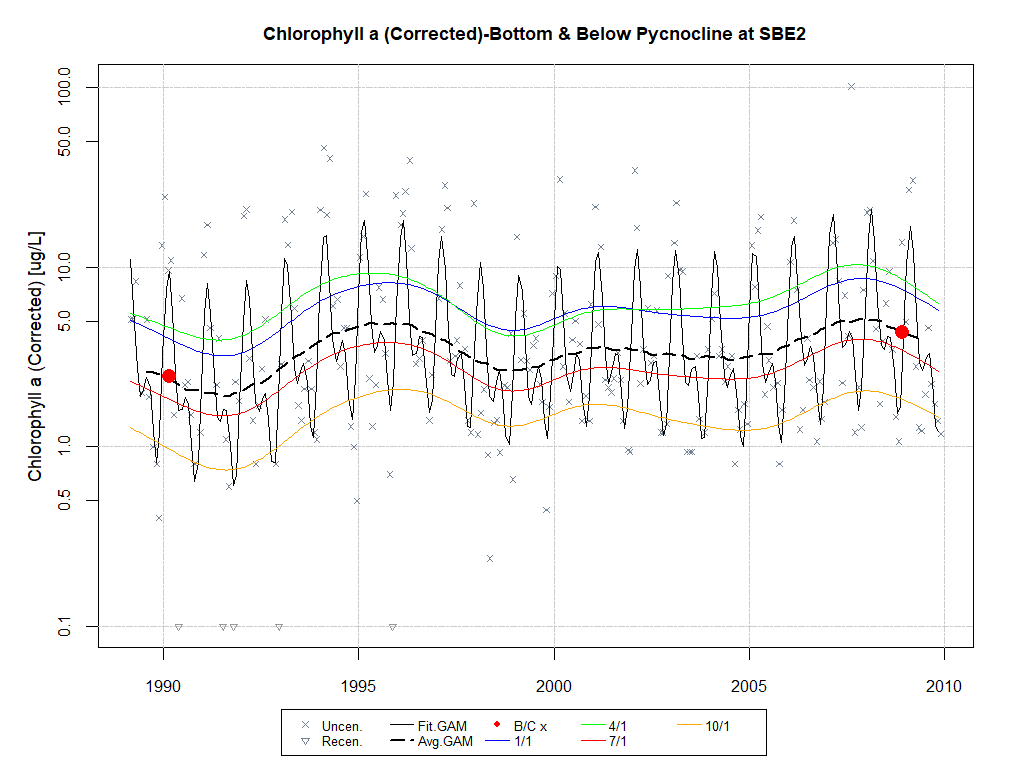 Chlorophyll a (Corrected)-Bottom & Below Pycnocline at SBE2
Chlorophyll a (Corrected) [ug/L]
100.0
50.0
10.0
5.0
1.0
0.5
0.1
1990 1995 2000 2005 2010
Uncen. Fit.GAM B/C x 4/1 10/1
Recen. Avg.GAM 1/1 7/1